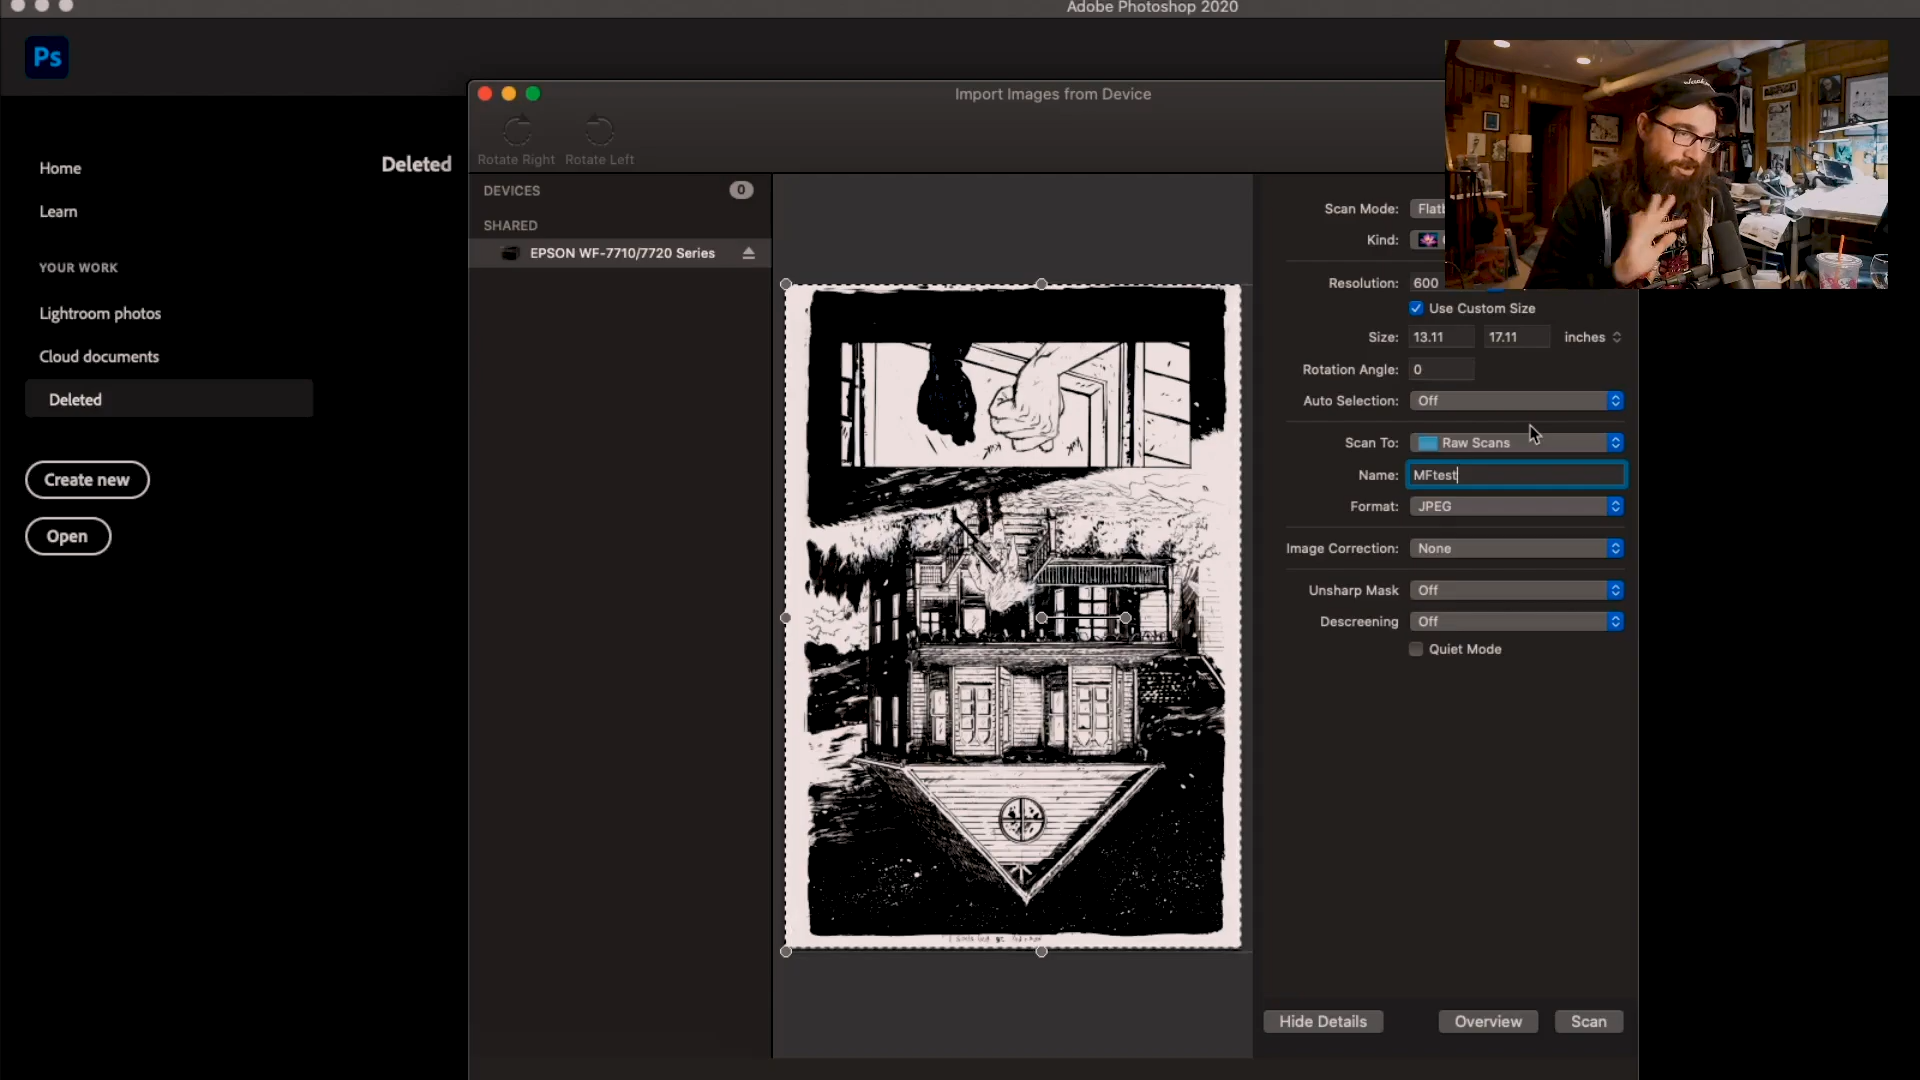 Adobe Photoshop 2020
Ps
Import Images from Device
Rotate Right Rotate Left
Home
Learn
YOUR WORK
Lightroom photos
Cloud documents
Deleted
Create new
Open
Deleted
DEVICES 0
SHARED
EPSON WF-7710/7720 Series
Scan Mode:
Kind:
Resolution: 600
Use Custom Size
Size: 13.11 17.11 inches
Rotation Angle: 0
Auto Selection: Off
Scan To: Raw Scans
Name: MFtest
Format: JPEG
Image Correction: None
Unsharp Mask Off
Descreening Off
Quiet Mode
Hide Details Overview Scan